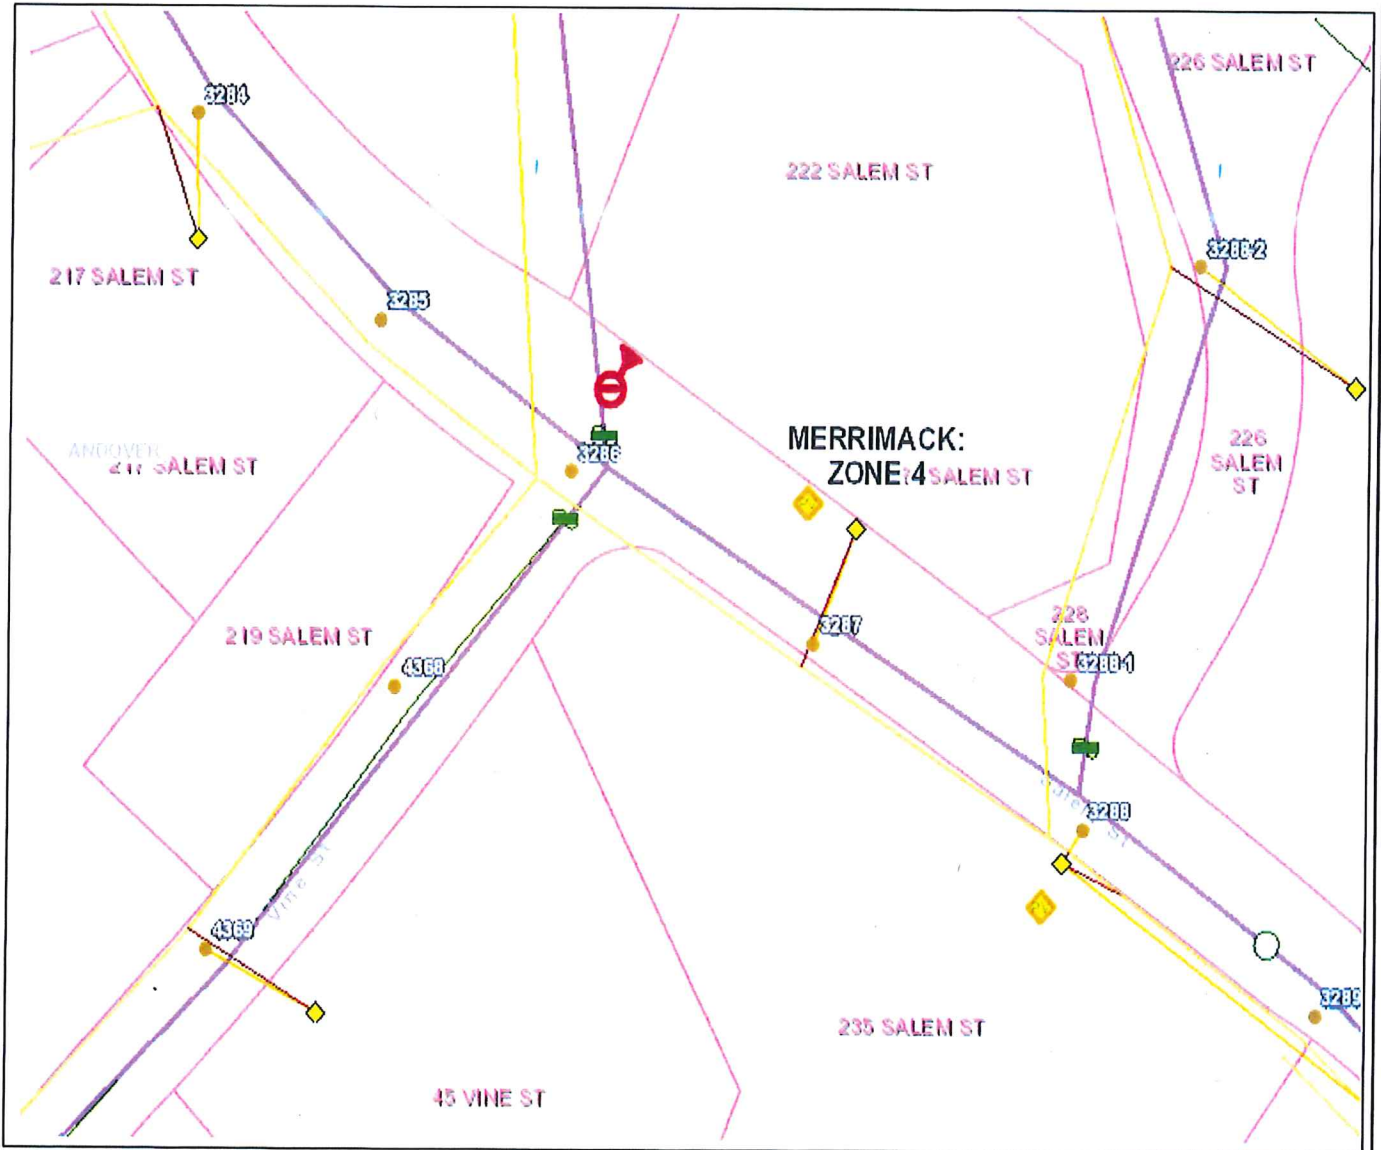 226 SALEM ST
3284
222 SALEM ST
3288-2
217 SALEM ST
3285
MERRIMACK:
ZONE:4
SALEM ST
226
SALEM
ST
ANDOVER
SALEM ST
3286
228
SALEM
ST
3287
219 SALEM ST
4368
3288-1
3288
Vine St
4369
3289
235 SALEM ST
45 VINE ST